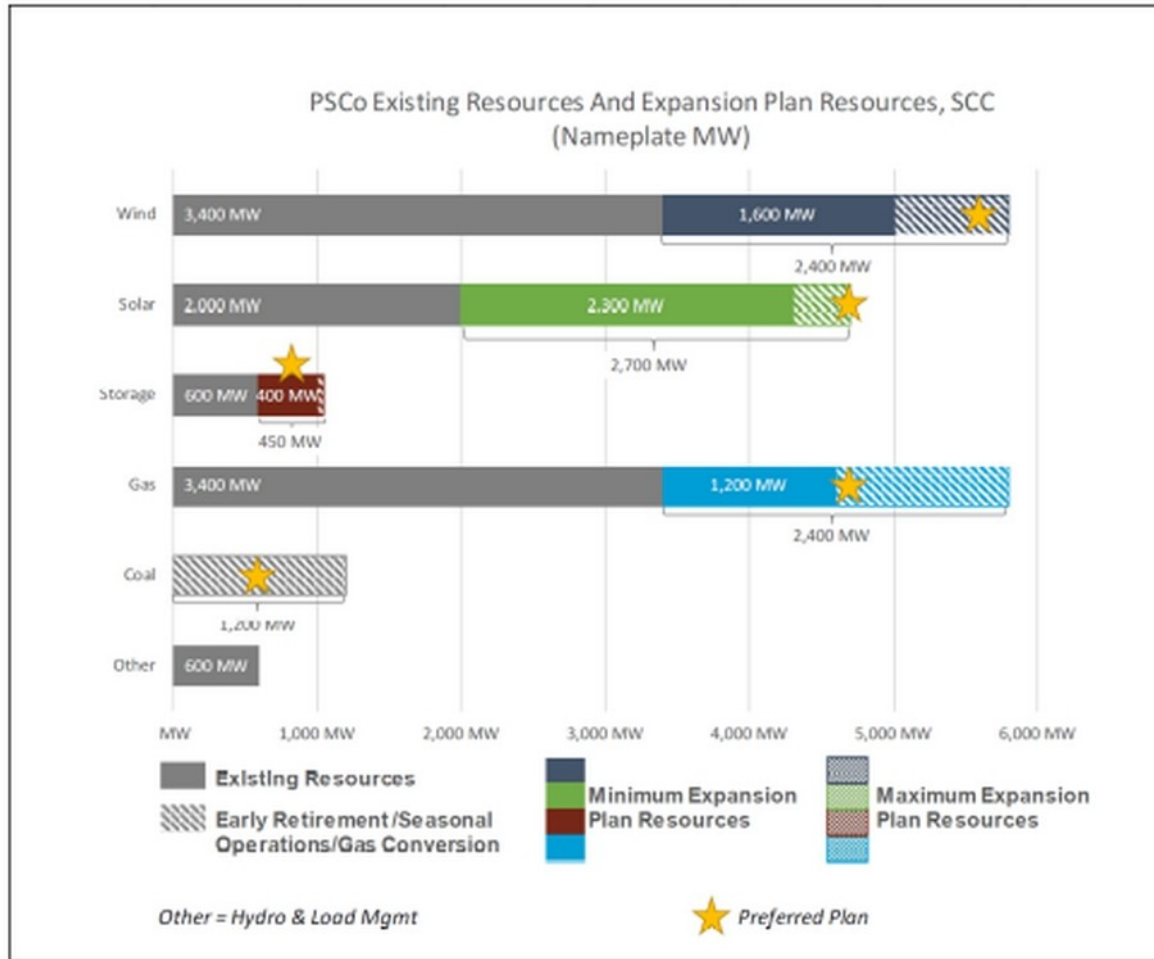 PSCo Existing Resources And Expansion Plan Resources, SCC
(Nameplate MW)
Wind
3,400 MW
1,600 MW
2,400 MW
Solar
2.000 MW
2.300 MW
2,700 MW
Storage
600 MW
400 MW
450 MW
Gas
3,400 MW
1,200 MW
2,400 MW
Coal
1,200 MW
Other
600 MW
MW
1,000 MW
2,000 MW
3,000 MW
4,000 MW
5,000 MW
6,000 MW
Existing Resources
Early Retirement/Seasonal
Operations/Gas Conversion
Minimum Expansion
Plan Resources
Maximum Expansion
Plan Resources
Other = Hydro & Load Mgmt
Preferred Plan